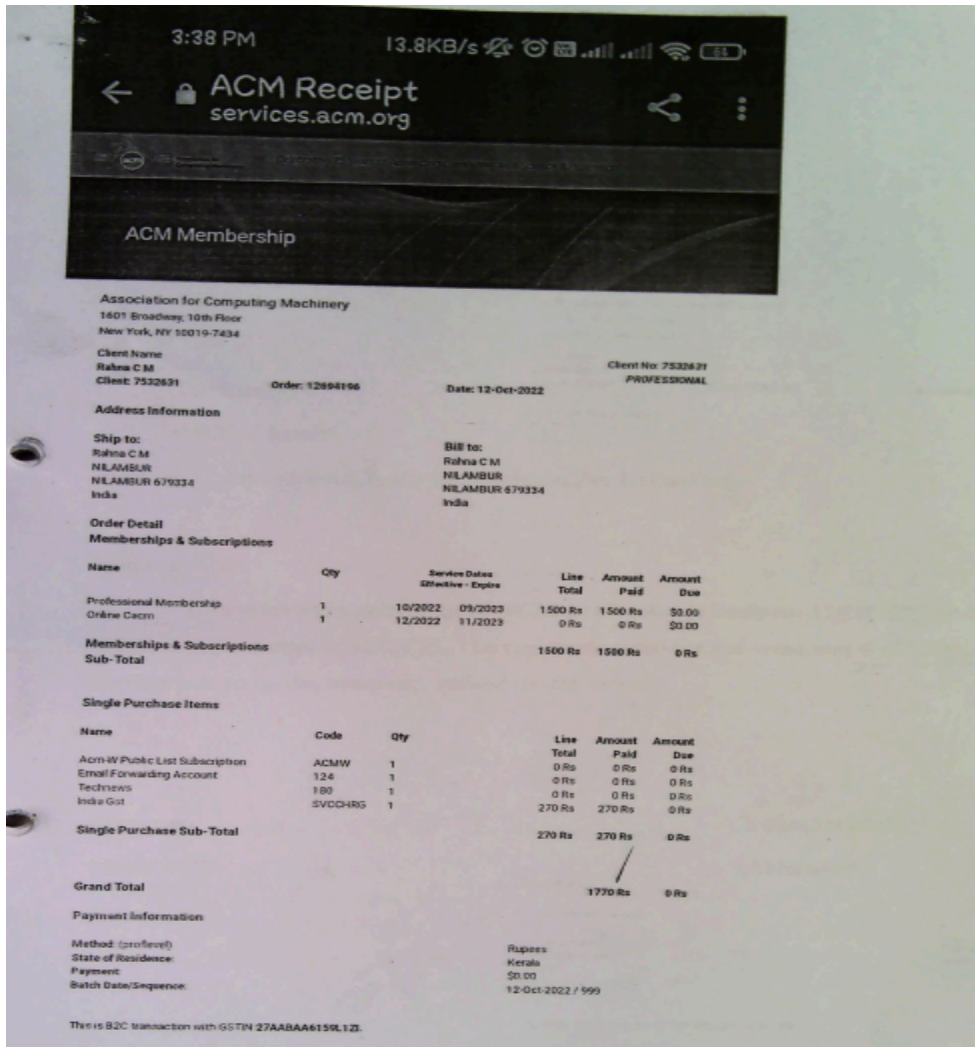 3:38 PM 13.8KB/s
ACM Receipt
services.acm.org
ACM Membership
Association for Computing Machinery
1601 Broadway, 10th Floor
New York, NY 10019-7434
Client Name
Rahna C M
Client: 7532631 Order: 12694196 Date: 12-Oct-2022
Client No: 7532631
PROFESSIONAL
Address Information
Ship to:
Rahna C M
NILAMBUR
NILAMBUR 679334
India
Bill to:
Rahna C M
NILAMBUR
NILAMBUR 679334
India
Order Detail
Memberships & Subscriptions
Name Qty Service Dates Line Amount Amount
Effective - Expire Total Paid Due
Professional Membership 1 10/2022 09/2023 1500 Rs 1500 Rs $0.00
Online Cacm 1 12/2022 11/2023 0 Rs 0 Rs $0.00
Memberships & Subscriptions 1500 Rs 1500 Rs 0 Rs
Sub-Total
Single Purchase Items
Name Code Qty Line Amount Amount
Total Paid Due
Acm-W Public List Subscription ACMW 1 0 Rs 0 Rs 0 Rs
Email Forwarding Account 124 1 0 Rs 0 Rs 0 Rs
Technews 180 1 0 Rs 0 Rs 0 Rs
India Gst SVCCHRG 1 270 Rs 270 Rs 0 Rs
Single Purchase Sub-Total 270 Rs 270 Rs 0 Rs
Grand Total 1770 Rs 0 Rs
Payment Information
Method: (proflevel) Rupees
State of Residence: Kerala
Payment: $0.00
Batch Date/Sequence: 12-Oct-2022 / 999
This is B2C transaction with GSTIN